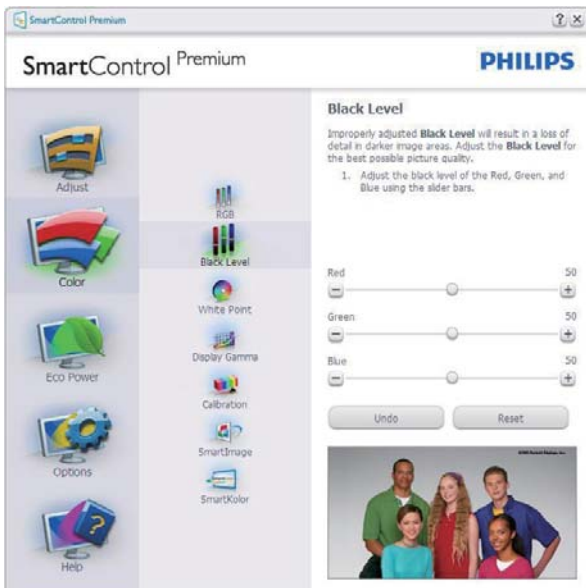 SmartControl Premium
? ×
SmartControl Premium
PHILIPS
Adjust
Color
Eco Power
Options
Help
RGB
Black Level
White Point
Display Gamma
Calibration
SmartImage
SmartKolor
Black Level
Improperly adjusted Black Level will result in a loss of
detail in darker image areas. Adjust the Black Level for
the best possible picture quality.
1. Adjust the black level of the Red, Green, and
Blue using the slider bars.
Red 50
Green 50
Blue 50
Undo Reset